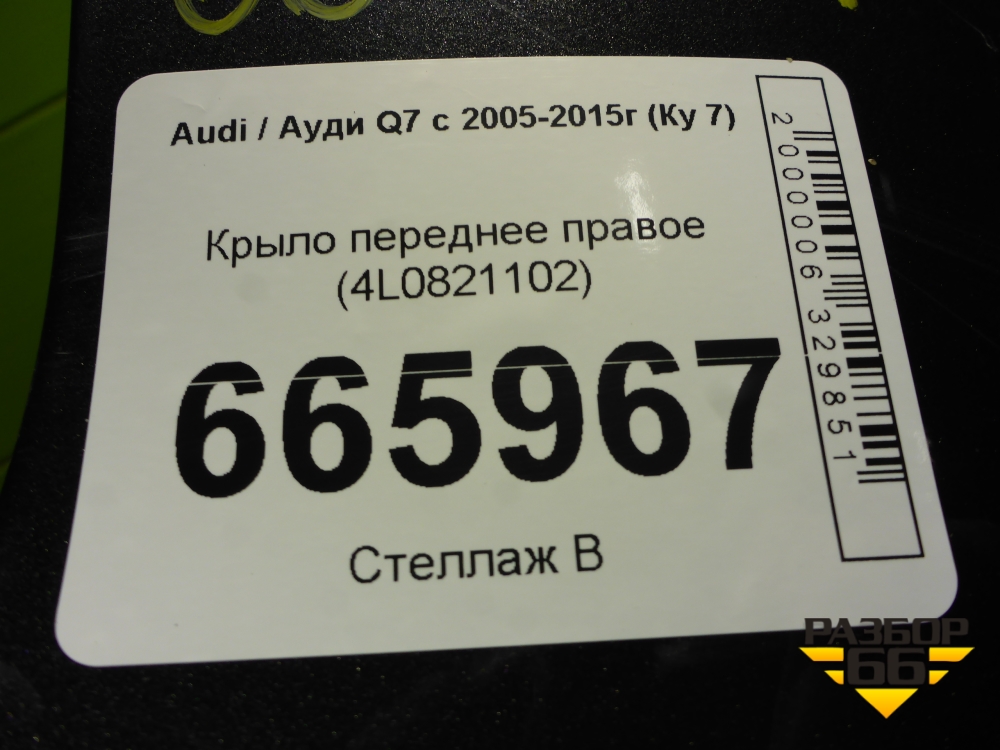 Audi / Ауди Q7 с 2005-2015г (Ку 7)
Крыло переднее правое
(4L0821102)
665967
Стеллаж В
2000006329851
РАЗБОР
66